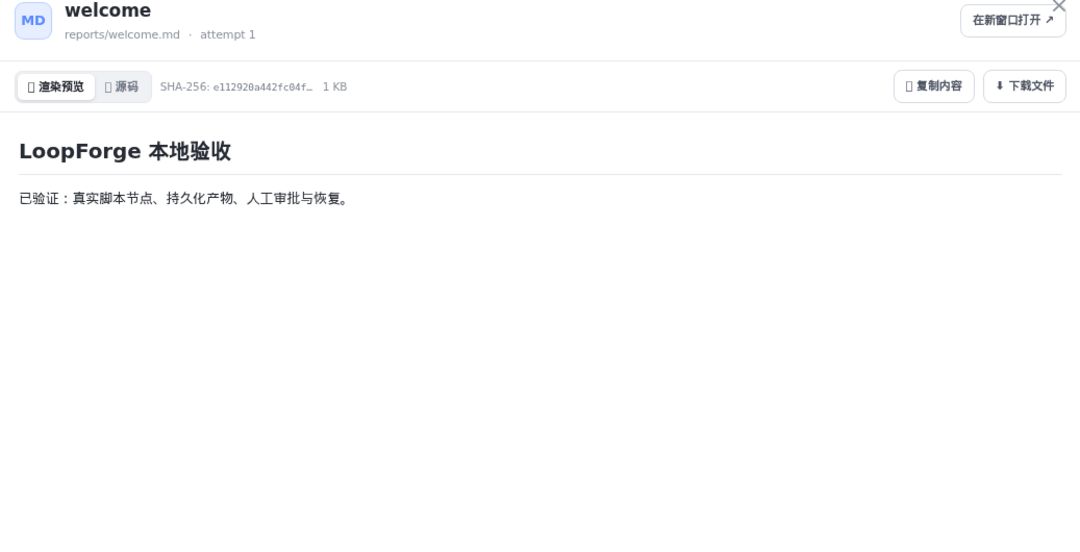 MD
welcome
reports/welcome.md · attempt 1
在新窗口打开 ↗
渲染预览 源码 SHA-256: e112920a442fc04f… 1 KB
复制内容 ⬇ 下载文件
LoopForge 本地验收
已验证：真实脚本节点、持久化产物、人工审批与恢复。